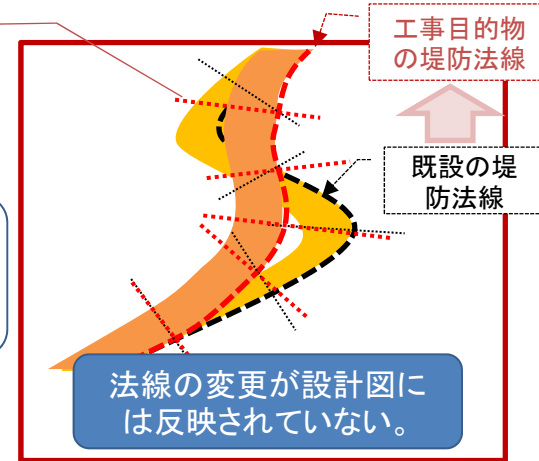 工事目的物
の堤防法線
既設の堤
防法線
法線の変更が設計図に
は反映されていない。